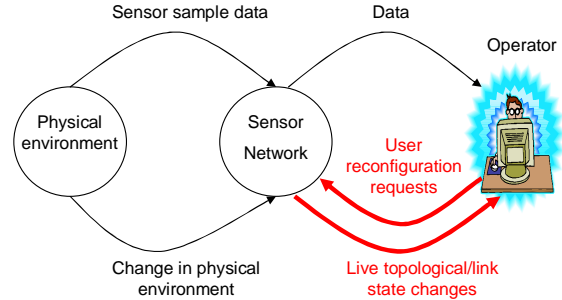 Sensor sample data
Data
Operator
Physical
environment
Sensor
Network
User
reconfiguration
requests
Change in physical
environment
Live topological/link
state changes